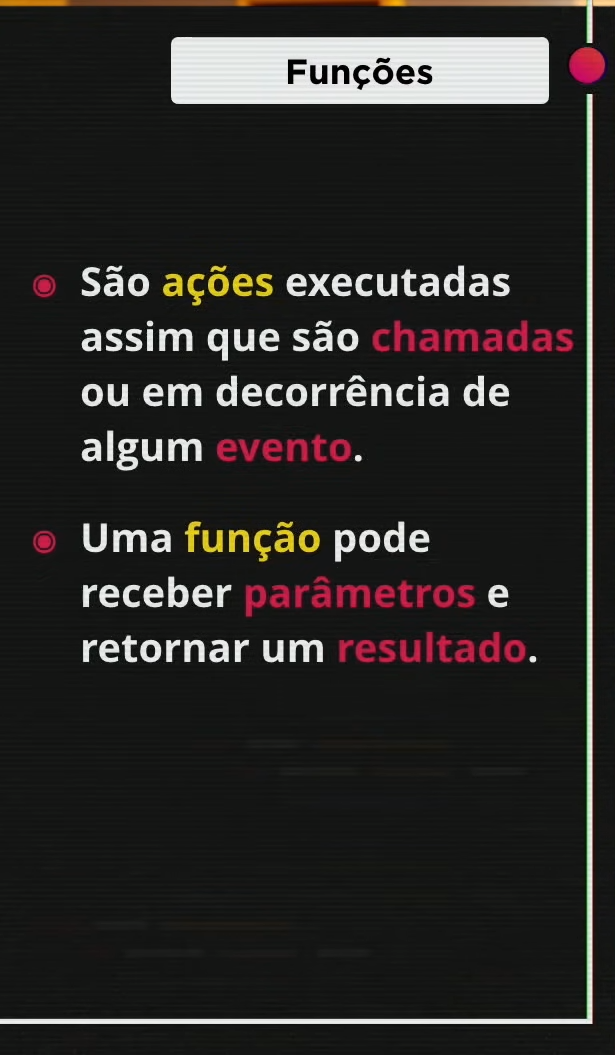 Funções
São ações executadas
assim que são chamadas
ou em decorrência de
algum evento.
Uma função pode
receber parâmetros e
retornar um resultado.